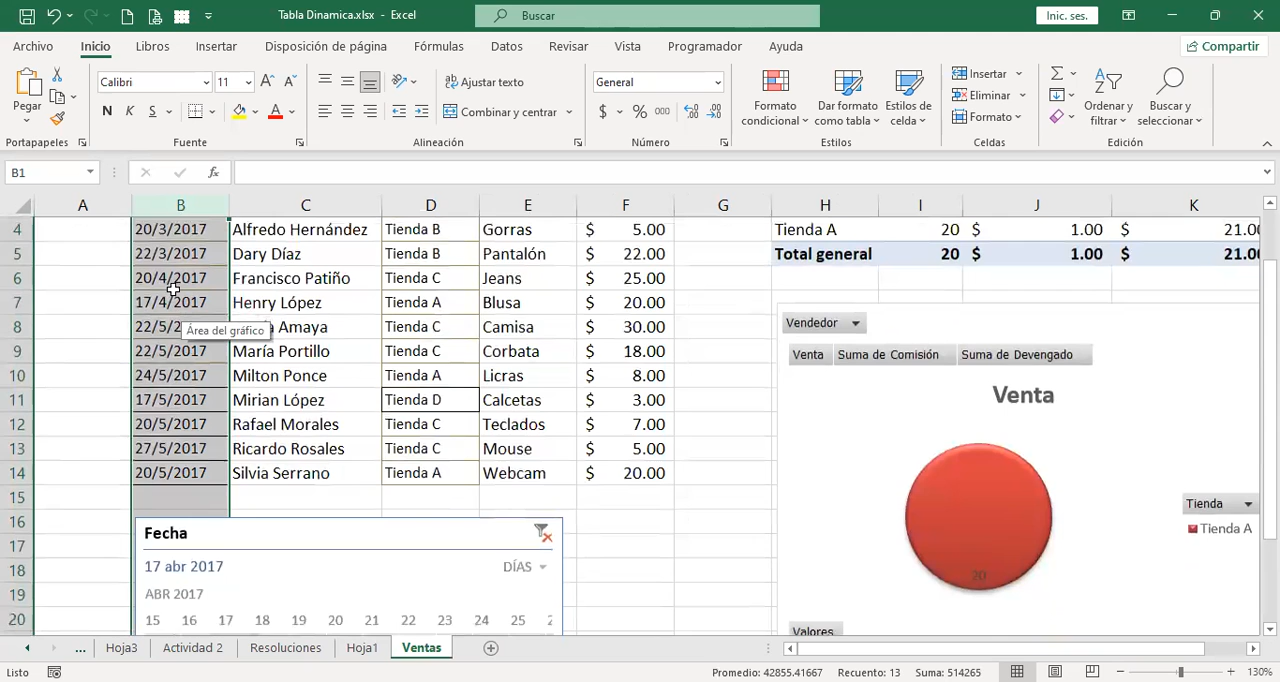 Tabla Dinamica.xlsx - Excel
Buscar
Inic. ses.
Archivo Inicio Libros Insertar Disposición de página Fórmulas Datos Revisar Vista Programador Ayuda
Compartir
Pegar
Calibri 11
N K S
Ajustar texto
Combinar y centrar
General
$ % 000
Formato condicional
Dar formato como tabla
Estilos de celda
Insertar
Eliminar
Formato
Ordenar y filtrar
Buscar y seleccionar
Portapapeles Fuente Alineación Número Estilos Celdas Edición
B1 fx
A B C D E F G H I J K
4 20/3/2017 Alfredo Hernández Tienda B Gorras $ 5.00 Tienda A 20 $ 1.00 $ 21.00
5 22/3/2017 Dary Díaz Tienda B Pantalón $ 22.00 Total general 20 $ 1.00 $ 21.00
6 20/4/2017 Francisco Patiño Tienda C Jeans $ 25.00
7 17/4/2017 Henry López Tienda A Blusa $ 20.00
8 22/5/2 Amaya Tienda C Camisa $ 30.00
Área del gráfico
9 22/5/2017 María Portillo Tienda C Corbata $ 18.00
10 24/5/2017 Milton Ponce Tienda A Licras $ 8.00
11 17/5/2017 Mirian López Tienda D Calcetas $ 3.00
12 20/5/2017 Rafael Morales Tienda C Teclados $ 7.00
13 27/5/2017 Ricardo Rosales Tienda C Mouse $ 5.00
14 20/5/2017 Silvia Serrano Tienda A Webcam $ 20.00
15
16
17
18
19
20
Vendedor
Venta Suma de Comisión Suma de Devengado
Venta
20
Tienda
Tienda A
Valores
Fecha
17 abr 2017 DÍAS
ABR 2017
15 16 17 18 19 20 21 22 23 24 25
... Hoja3 Actividad 2 Resoluciones Hoja1 Ventas
Listo Promedio: 42855.41667 Recuento: 13 Suma: 514265 130%